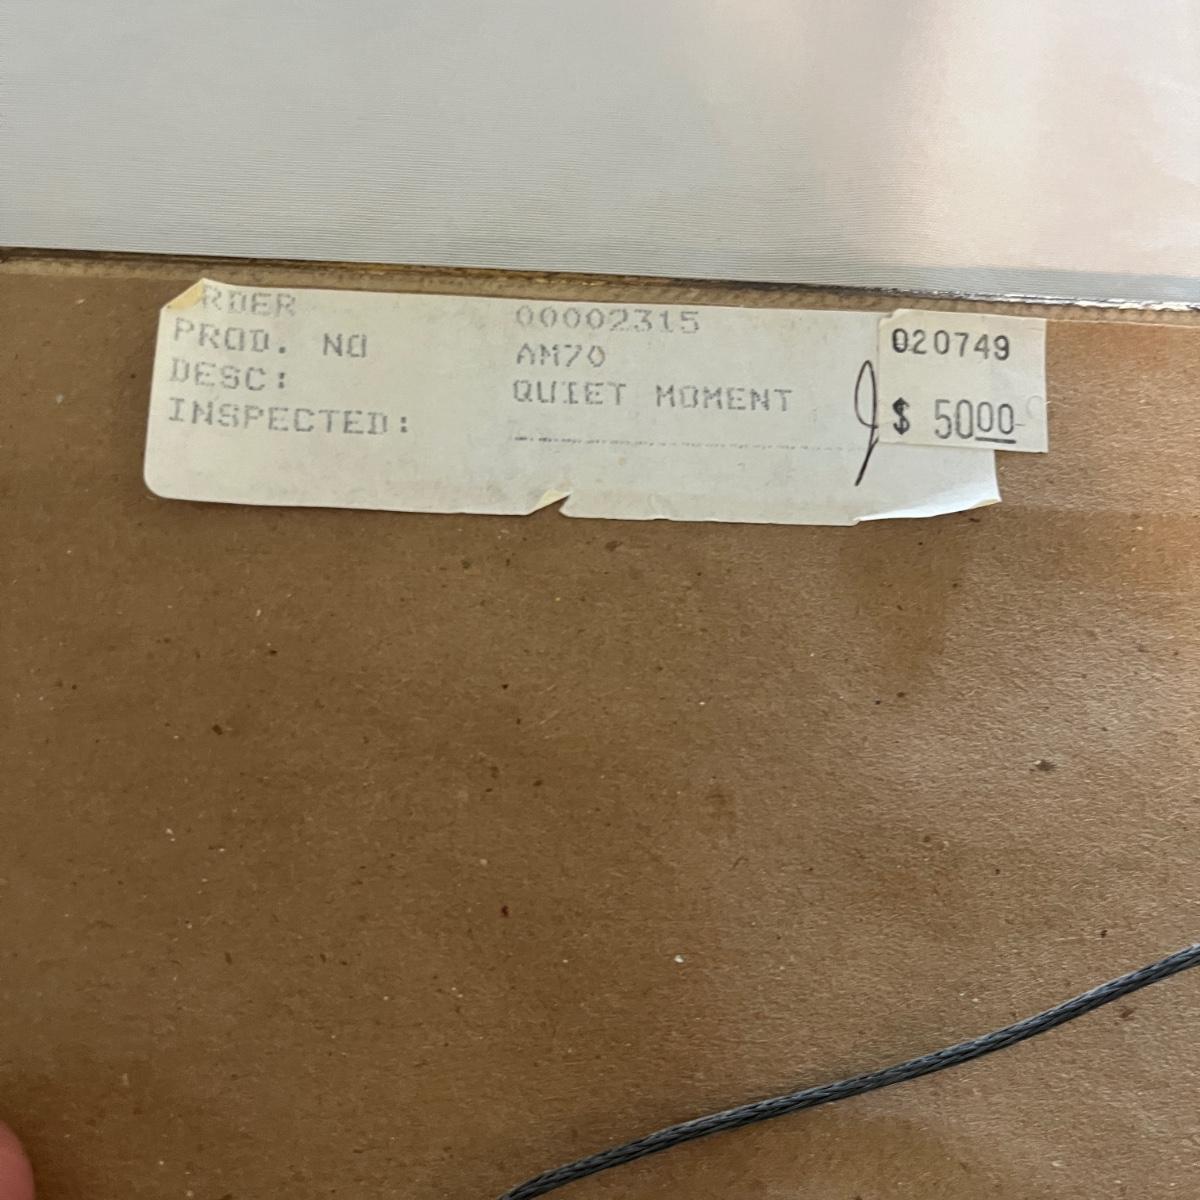 RDER 00002315
PROD. NO AM70
DESC: QUIET MOMENT
INSPECTED:
020749
$ 5000